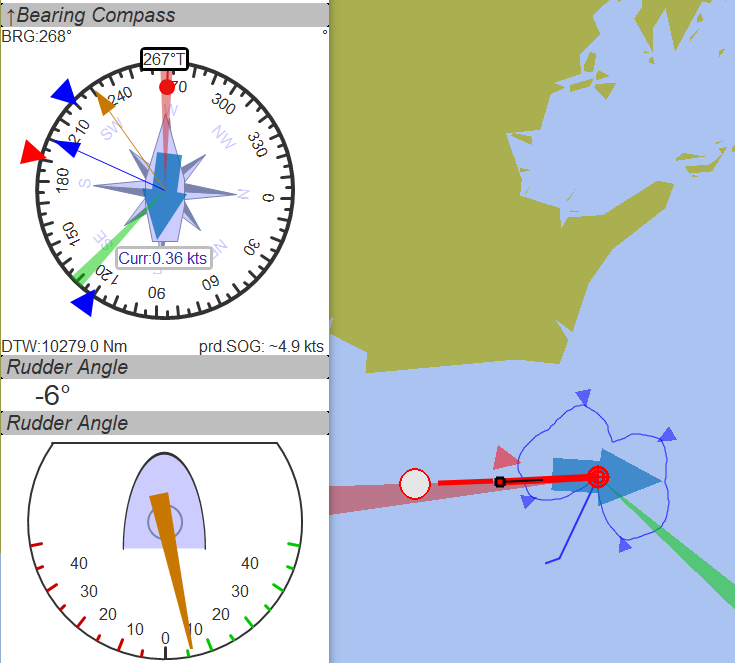 ↑Bearing Compass
BRG:268° °
267°T
240 70 300
210 SW W NW 330
180 S N 0
150 SE NE 30
120 90 60
Curr:0.36 kts
DTW:10279.0 Nm prd.SOG: ~4.9 kts
Rudder Angle
-6°
Rudder Angle
40 40
30 30
20 20
10 0 10